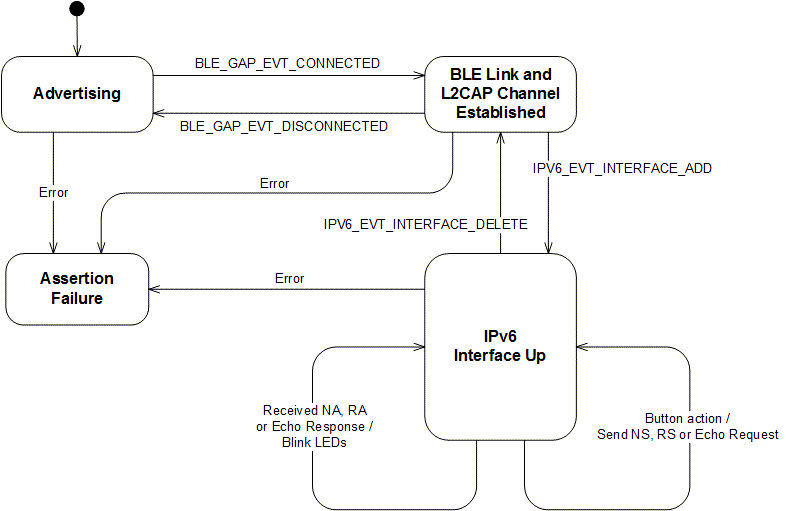 BLE_GAP_EVT_CONNECTED
Advertising
BLE Link and
L2CAP Channel
Established
BLE_GAP_EVT_DISCONNECTED
Error
Error
IPV6_EVT_INTERFACE_ADD
IPV6_EVT_INTERFACE_DELETE
Assertion
Failure
Error
IPv6
Interface Up
Received NA, RA
or Echo Response /
Blink LEDs
Button action /
Send NS, RS or Echo Request